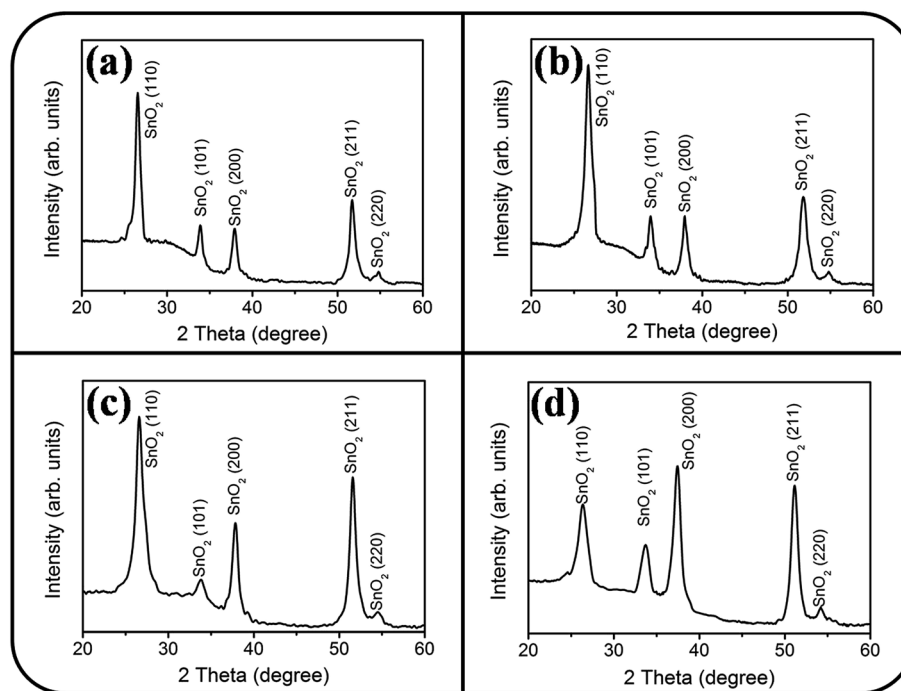 (a)
Intensity (arb. units)
SnO2 (110)
SnO2 (101)
SnO2 (200)
SnO2 (211)
SnO2 (220)
20 30 40 50 60
2 Theta (degree)
(b)
Intensity (arb. units)
SnO2 (110)
SnO2 (101)
SnO2 (200)
SnO2 (211)
SnO2 (220)
20 30 40 50 60
2 Theta (degree)
(c)
Intensity (arb. units)
SnO2 (110)
SnO2 (101)
SnO2 (200)
SnO2 (211)
SnO2 (220)
20 30 40 50 60
2 Theta (degree)
(d)
Intensity (arb. units)
SnO2 (110)
SnO2 (101)
SnO2 (200)
SnO2 (211)
SnO2 (220)
20 30 40 50 60
2 Theta (degree)